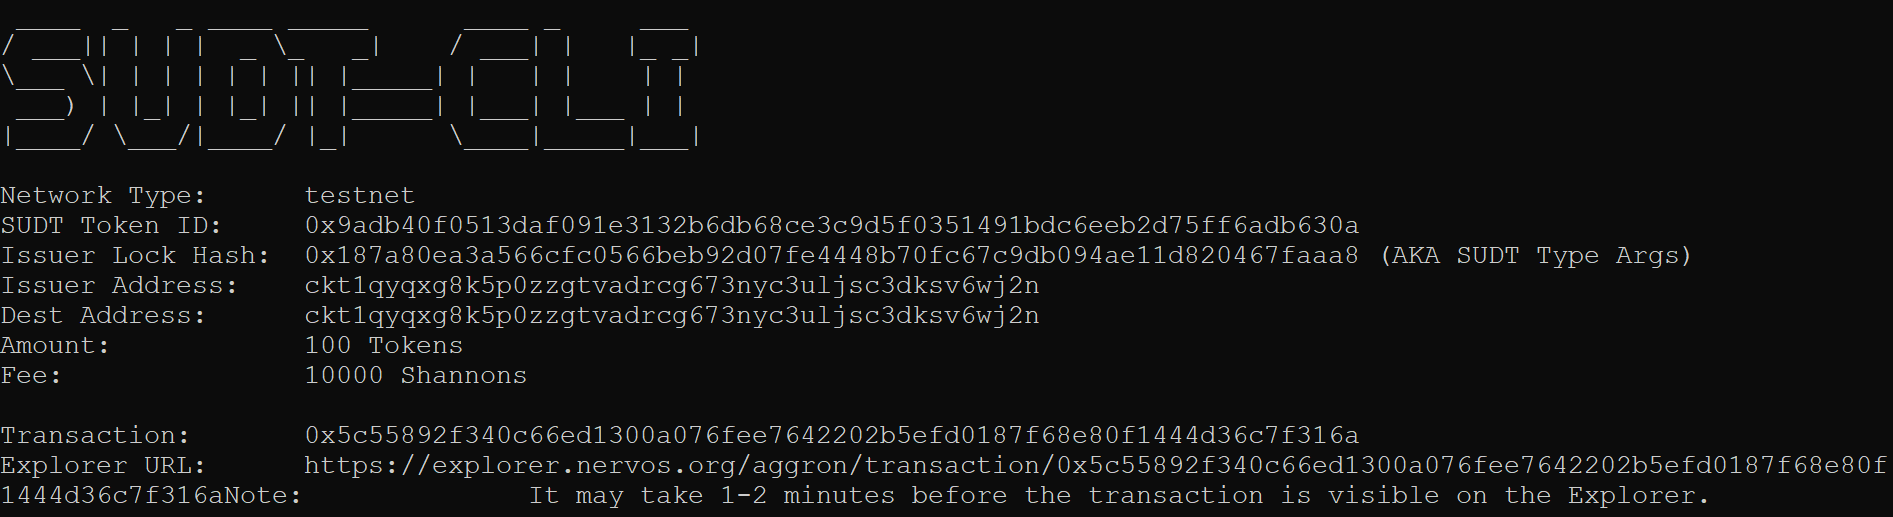 SUDT-CLI
Network Type: testnet
SUDT Token ID: 0x9adb40f0513daf091e3132b6db68ce3c9d5f0351491bdc6eeb2d75ff6adb630a
Issuer Lock Hash: 0x187a80ea3a566cfc0566beb92d07fe4448b70fc67c9db094ae11d820467faaa8 (AKA SUDT Type Args)
Issuer Address: ckt1qyqxg8k5p0zzgtvadrcg673nyc3uljsc3dksv6wj2n
Dest Address: ckt1qyqxg8k5p0zzgtvadrcg673nyc3uljsc3dksv6wj2n
Amount: 100 Tokens
Fee: 10000 Shannons
Transaction: 0x5c55892f340c66ed1300a076fee7642202b5efd0187f68e80f1444d36c7f316a
Explorer URL: https://explorer.nervos.org/aggron/transaction/0x5c55892f340c66ed1300a076fee7642202b5efd0187f68e80f
1444d36c7f316aNote: It may take 1-2 minutes before the transaction is visible on the Explorer.